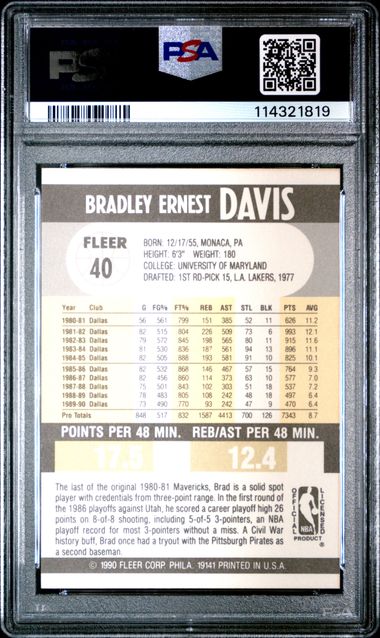 PSA
PSA
114321819
BRADLEY ERNEST DAVIS
FLEER
40
BORN: 12/17/55, MONACA, PA
HEIGHT: 6'3" WEIGHT: 180
COLLEGE: UNIVERSITY OF MARYLAND
DRAFTED: 1ST RD-PICK 15, L.A. LAKERS, 1977
Year Club G FG% FT% REB AST STL BLK PTS AVG
1980-81 Dallas 56 561 799 151 385 52 11 626 11.2
1981-82 Dallas 82 515 804 226 509 73 6 993 12.1
1982-83 Dallas 79 572 845 198 565 80 11 915 11.6
1983-84 Dallas 81 530 836 187 561 94 13 896 11.1
1984-85 Dallas 82 505 888 193 581 91 10 825 10.1
1985-86 Dallas 82 532 868 146 467 57 15 764 9.3
1986-87 Dallas 82 456 860 114 373 63 10 577 7.0
1987-88 Dallas 75 501 843 102 303 51 18 537 7.2
1988-89 Dallas 78 483 805 108 242 48 18 497 6.4
1989-90 Dallas 73 490 770 93 242 47 9 470 6.4
Pro Totals 848 517 832 1587 4413 700 126 7343 8.7
POINTS PER 48 MIN. REB/AST PER 48 MIN.
17.5 12.4
The last of the original 1980-81 Mavericks, Brad is a solid spot
player with credentials from three-point range. In the first round of
the 1986 playoffs against Utah, he scored a career playoff high 26
points on 8-of-8 shooting, including 5-of-5 3-pointers, an NBA
playoff record for most 3-pointers without a miss. A Civil War
history buff, Brad once had a tryout with the Pittsburgh Pirates as
a second baseman.
OFFICIAL LICENSED
NBA
PRODUCT
© 1990 FLEER CORP. PHILA. 19141 PRINTED IN U.S.A.
PSA